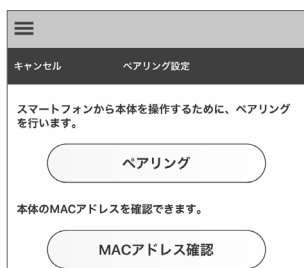 キャンセル ペアリング設定
スマートフォンから本体を操作するために、ペアリング
を行います。
ペアリング
本体のMACアドレスを確認できます。
MACアドレス確認